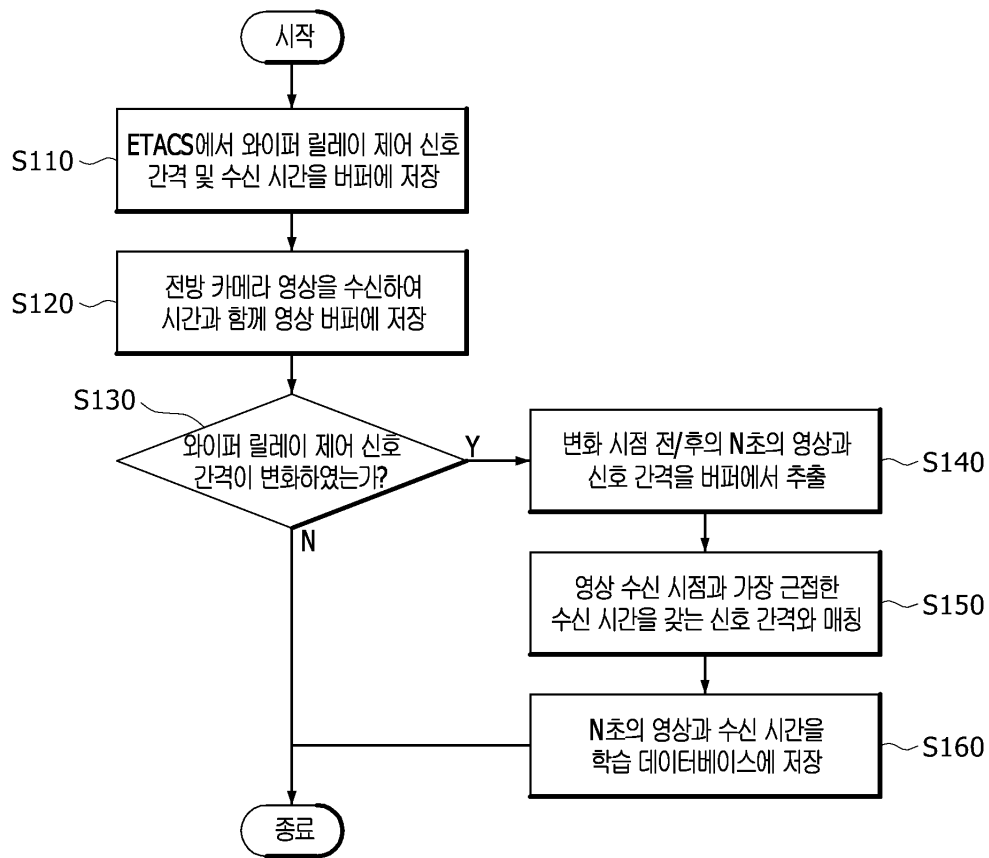 시작
S110
ETACS에서 와이퍼 릴레이 제어 신호
간격 및 수신 시간을 버퍼에 저장
S120
전방 카메라 영상을 수신하여
시간과 함께 영상 버퍼에 저장
S130
와이퍼 릴레이 제어 신호
간격이 변화하였는가?
Y
N
변화 시점 전/후의 N초의 영상과
신호 간격을 버퍼에서 추출
S140
영상 수신 시점과 가장 근접한
수신 시간을 갖는 신호 간격와 매칭
S150
N초의 영상과 수신 시간을
학습 데이터베이스에 저장
S160
종료